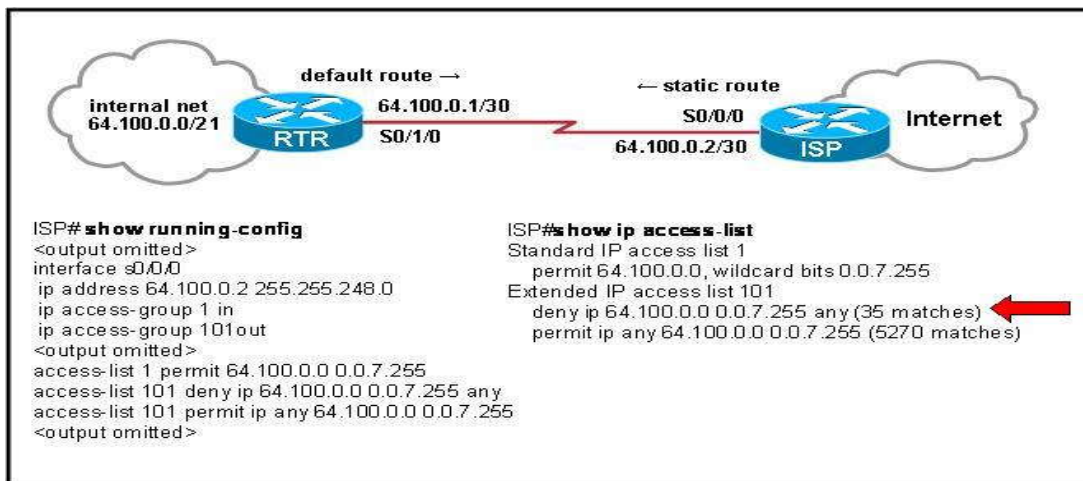 default route →
← static route
internal net
64.100.0.0/21
64.100.0.1/30
S0/0/0
Internet
RTR
S0/1/0
64.100.0.2/30
ISP
ISP# show running-config
<output omitted>
interface s0/0/0
ip address 64.100.0.2 255.255.248.0
ip access-group 1 in
ip access-group 101out
<output omitted>
access-list 1 permit 64.100.0.0 0.0.7.255
access-list 101 deny ip 64.100.0.0 0.0.7.255 any
access-list 101 permit ip any 64.100.0.0 0.0.7.255
<output omitted>
ISP#show ip access-list
Standard IP access list 1
permit 64.100.0.0, wildcard bits 0.0.7.255
Extended IP access list 101
deny ip 64.100.0.0 0.0.7.255 any (35 matches)
permit ip any 64.100.0.0 0.0.7.255 (5270 matches)